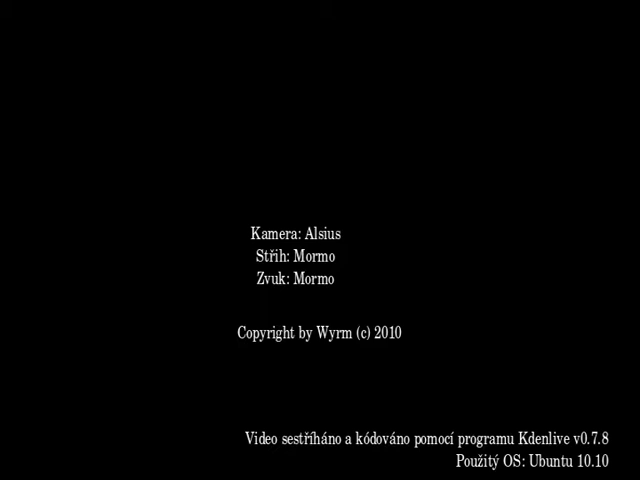 Kamera: Alsius
Střih: Mormo
Zvuk: Mormo
Copyright by Wyrm (c) 2010
Video sestříháno a kódováno pomocí programu Kdenlive v0.7.8
Použitý OS: Ubuntu 10.10